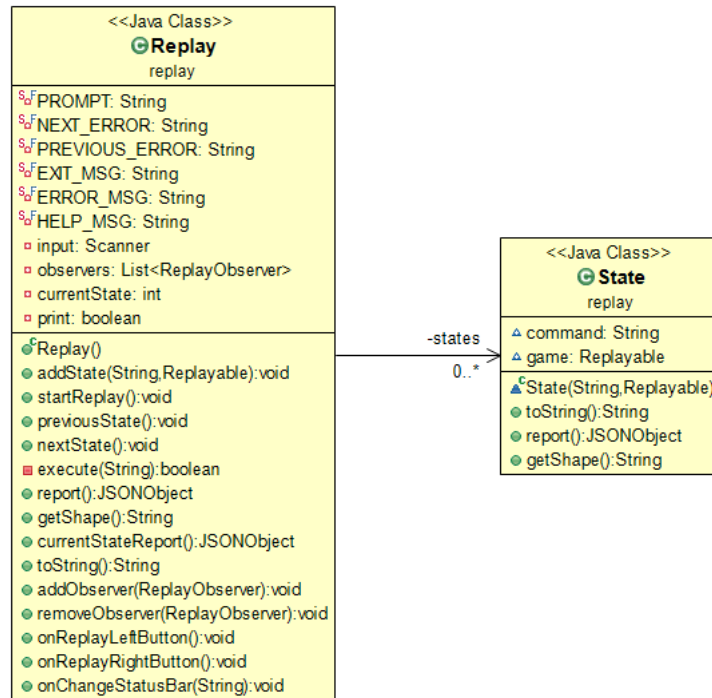 <<Java Class>>
Replay
replay
PROMPT: String
NEXT_ERROR: String
PREVIOUS_ERROR: String
EXIT_MSG: String
ERROR_MSG: String
HELP_MSG: String
input: Scanner
observers: List<ReplayObserver>
currentState: int
print: boolean
Replay()
addState(String,Replayable):void
startReplay():void
previousState():void
nextState():void
execute(String):boolean
report():JSONObject
getShape():String
currentStateReport():JSONObject
toString():String
addObserver(ReplayObserver):void
removeObserver(ReplayObserver):void
onReplayLeftButton():void
onReplayRightButton():void
onChangeStatusBar(String):void
-states
0..*
<<Java Class>>
State
replay
command: String
game: Replayable
State(String,Replayable)
toString():String
report():JSONObject
getShape():String